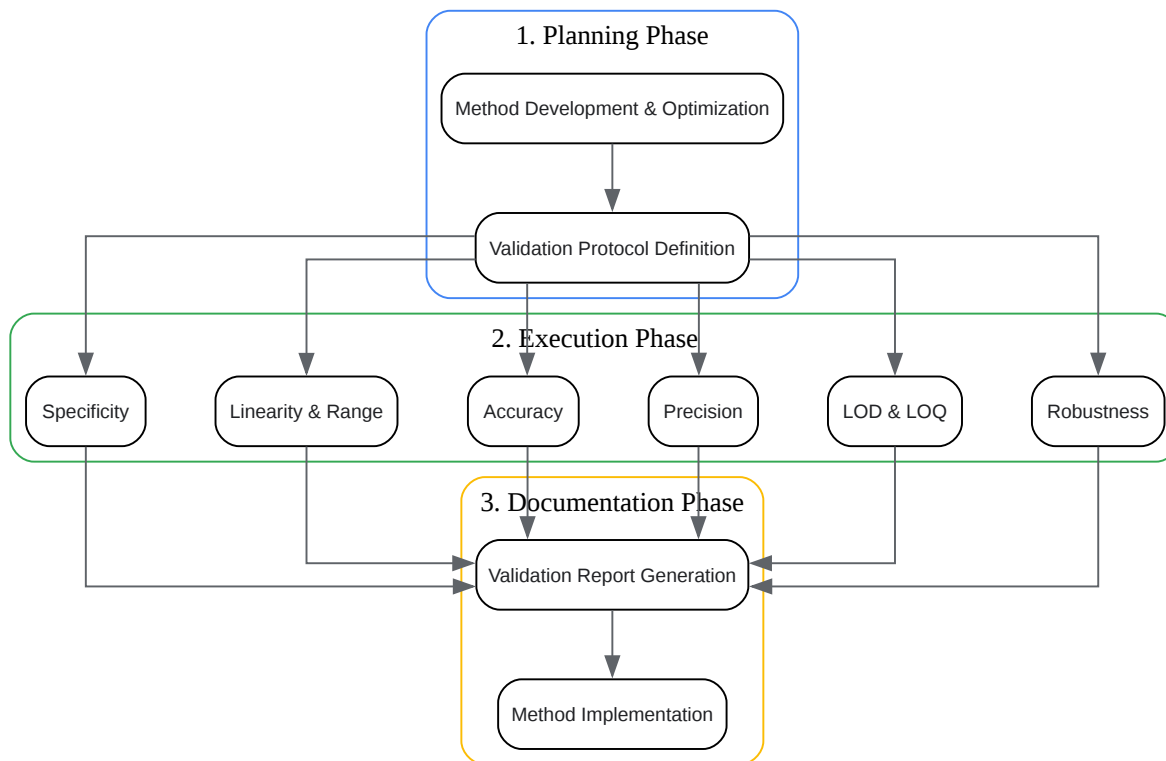 1. Planning Phase
Method Development & Optimization
Validation Protocol Definition
2. Execution Phase
Specificity
Linearity & Range
Accuracy
Precision
LOD & LOQ
Robustness
3. Documentation Phase
Validation Report Generation
Method Implementation